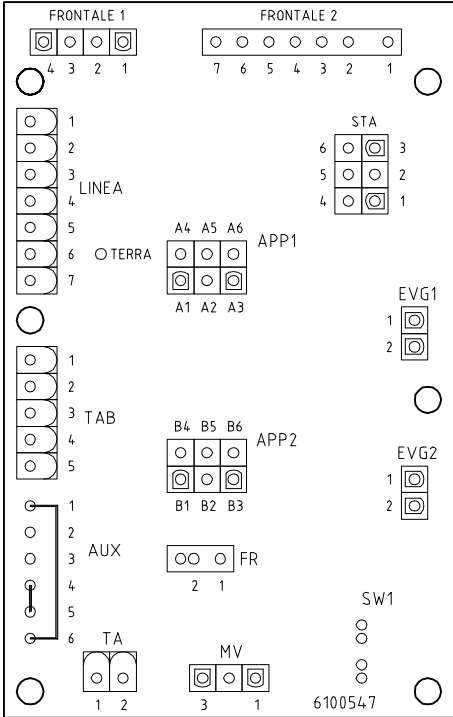 FRONTALE 1
4 3 2 1
FRONTALE 2
7 6 5 4 3 2 1
LINEA
1
2
3
4
5
6
7
TERRA
STA
6 3
5 2
4 1
APP1
A4 A5 A6
A1 A2 A3
EVG1
1
2
TAB
1
2
3
4
5
APP2
B4 B5 B6
B1 B2 B3
EVG2
1
2
AUX
1
2
3
4
5
6
FR
2 1
SW1
TA
1 2
MV
3 1
6100547